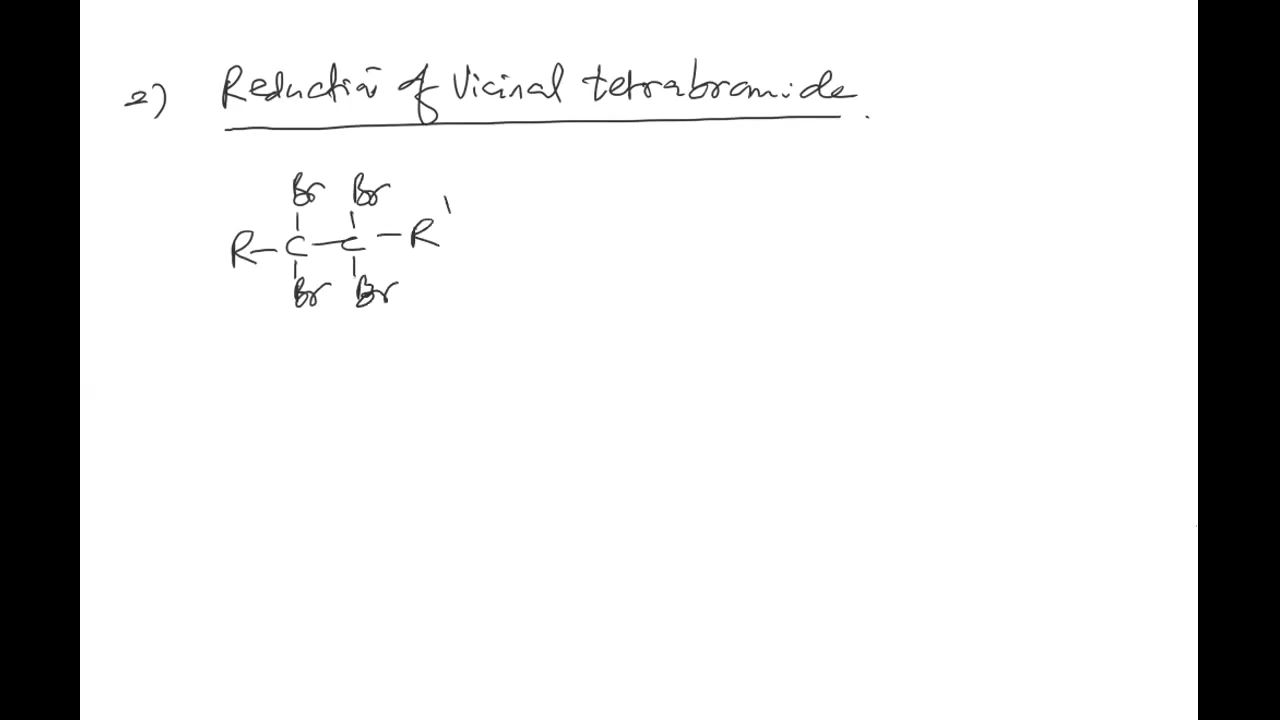 2) Reduction of Vicinal tetrabromide.
Br Br
R-C-C-R'
Br Br